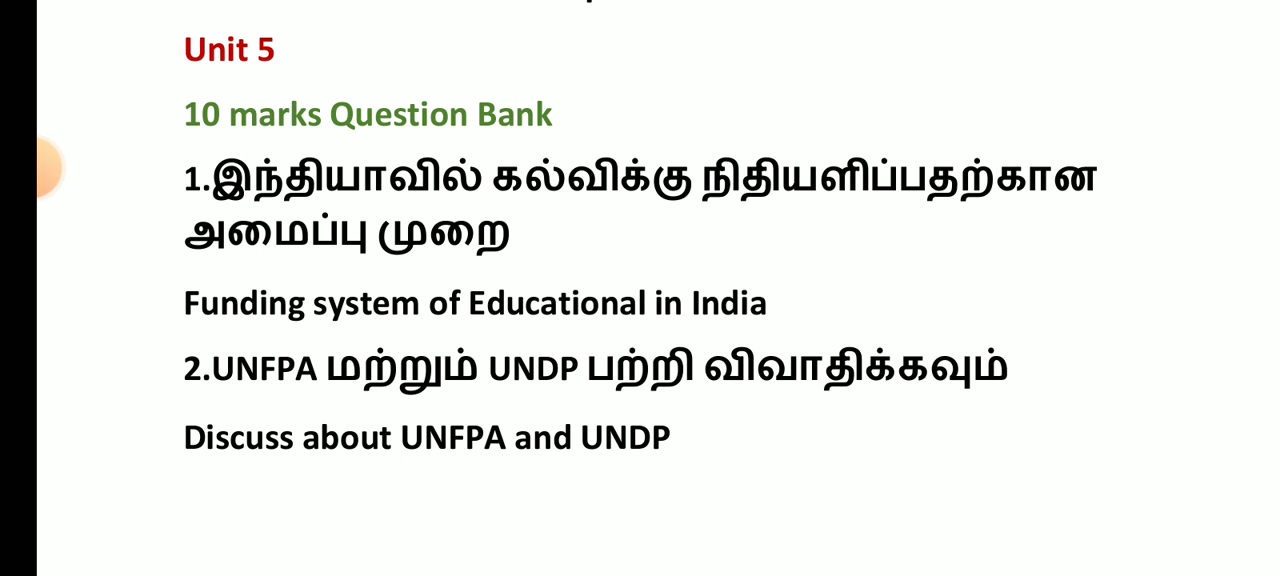 Unit 5
10 marks Question Bank
1.இந்தியாவில் கல்விக்கு நிதியளிப்பதற்கான
அமைப்பு முறை
Funding system of Educational in India
2.UNFPA மற்றும் UNDP பற்றி விவாதிக்கவும்
Discuss about UNFPA and UNDP